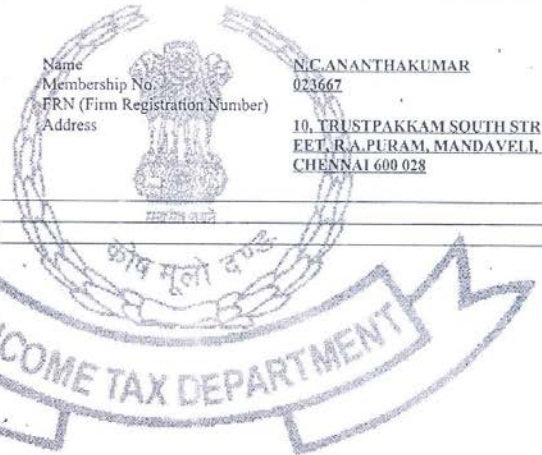 Name N.C.ANANTHAKUMAR
Membership No. 023667
FRN (Firm Registration Number)
Address 10, TRUSTPAKKAM SOUTH STR
EET, R.A.PURAM, MANDAVELI,
CHENNAI 600 028
सत्यमेव जयते
कोष मूलो दण्डः
COME TAX DEPARTMENT